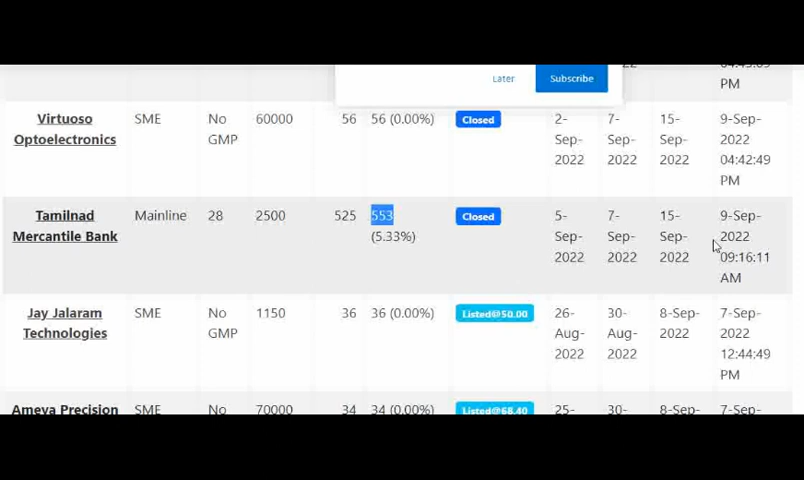 Later Subscribe
PM
Virtuoso Optoelectronics SME No GMP 60000 56 56 (0.00%) Closed 2-Sep-2022 7-Sep-2022 15-Sep-2022 9-Sep-2022 04:42:49 PM
Tamilnad Mercantile Bank Mainline 28 2500 525 553 (5.33%) Closed 5-Sep-2022 7-Sep-2022 15-Sep-2022 9-Sep-2022 09:16:11 AM
Jay Jalaram Technologies SME No GMP 1150 36 36 (0.00%) Listed@50.00 26-Aug-2022 30-Aug-2022 8-Sep-2022 7-Sep-2022 12:44:49 PM
Ameya Precision SME No 70000 34 34 (0.00%) Listed@68.40 25- 30- 8-Sep- 7-Sep-